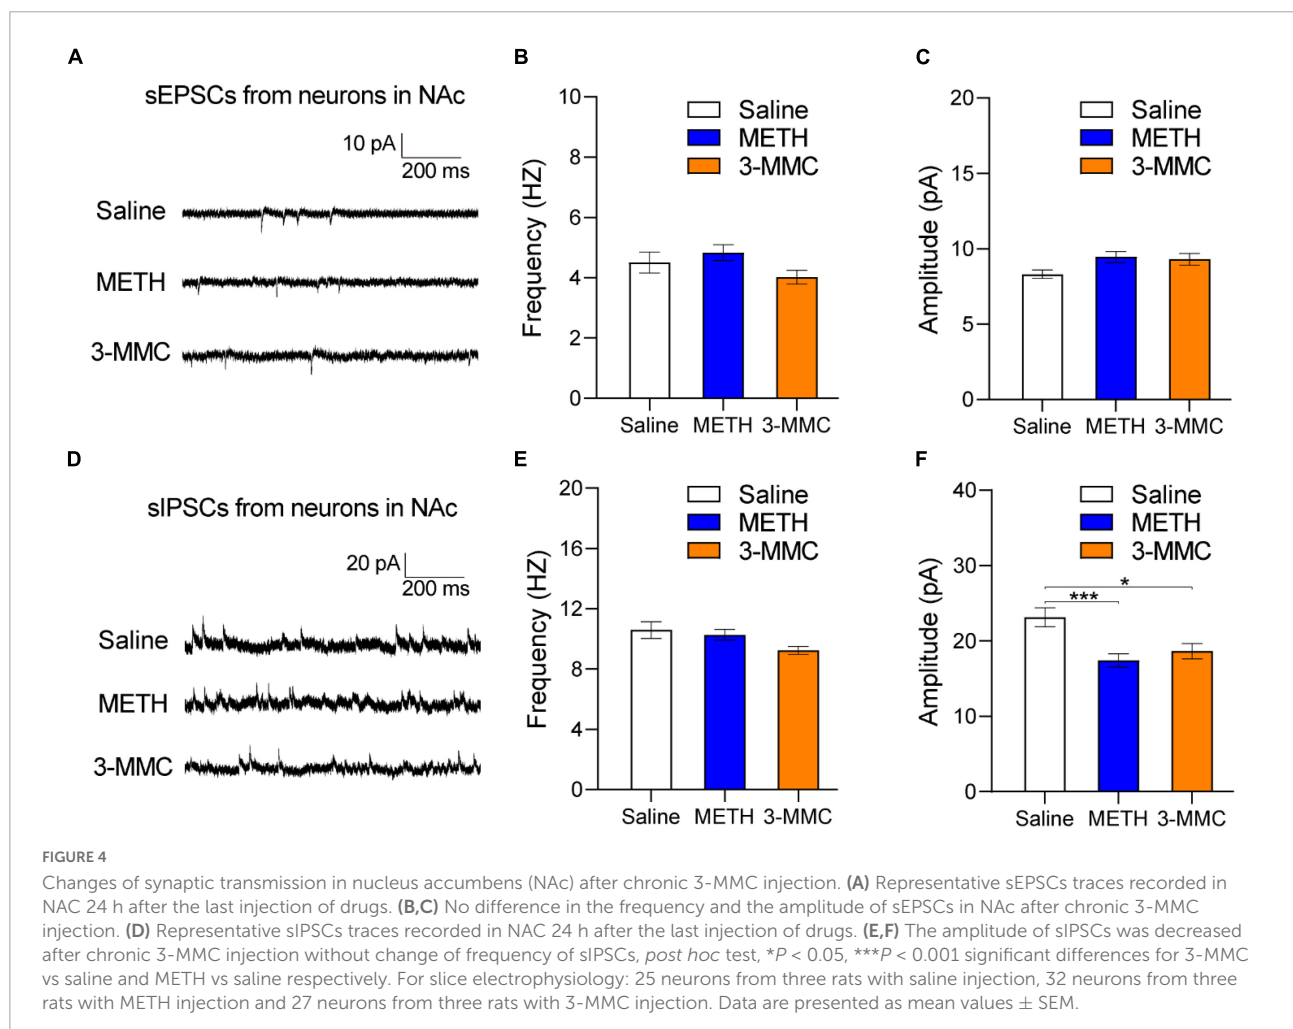 A
sEPSCs from neurons in NAc
10 pA
200 ms
Saline
METH
3-MMC
B
Saline
METH
3-MMC
Frequency (HZ)
10
8
6
4
2
0
Saline METH 3-MMC
C
Saline
METH
3-MMC
Amplitude (pA)
20
15
10
5
0
Saline METH 3-MMC
D
sIPSCs from neurons in NAc
20 pA
200 ms
Saline
METH
3-MMC
E
Saline
METH
3-MMC
Frequency (HZ)
20
16
12
8
4
0
Saline METH 3-MMC
F
Saline
METH
3-MMC
Amplitude (pA)
40
30
20
10
0
*
***
Saline METH 3-MMC
FIGURE 4
Changes of synaptic transmission in nucleus accumbens (NAc) after chronic 3-MMC injection. (A) Representative sEPSCs traces recorded in
NAC 24 h after the last injection of drugs. (B,C) No difference in the frequency and the amplitude of sEPSCs in NAc after chronic 3-MMC
injection. (D) Representative sIPSCs traces recorded in NAC 24 h after the last injection of drugs. (E,F) The amplitude of sIPSCs was decreased
after chronic 3-MMC injection without change of frequency of sIPSCs, post hoc test, *P < 0.05, ***P < 0.001 significant differences for 3-MMC
vs saline and METH vs saline respectively. For slice electrophysiology: 25 neurons from three rats with saline injection, 32 neurons from three
rats with METH injection and 27 neurons from three rats with 3-MMC injection. Data are presented as mean values ± SEM.